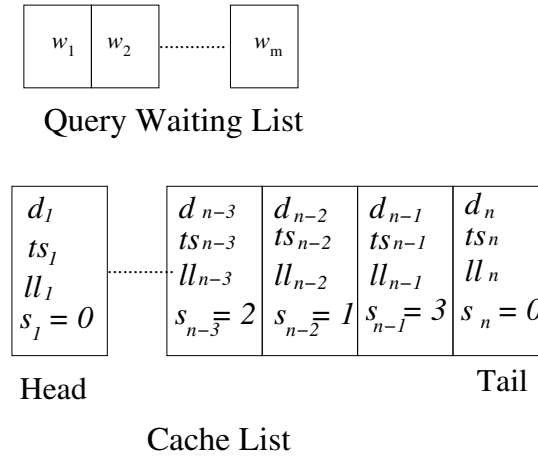 w1 w2 ............ wm
Query Waiting List
d1 dn-3 dn-2 dn-1 dn
ts1 tsn-3 tsn-2 tsn-1 tsn
ll1 lln-3 lln-2 lln-1 lln
s1 = 0 sn-3 = 2 sn-2 = 1 sn-1 = 3 sn = 0
Head Tail
Cache List